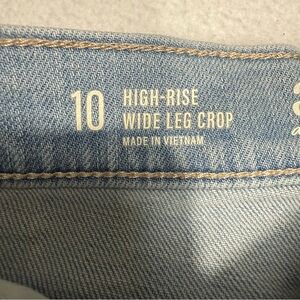 10
HIGH-RISE
WIDE LEG CROP
MADE IN VIETNAM